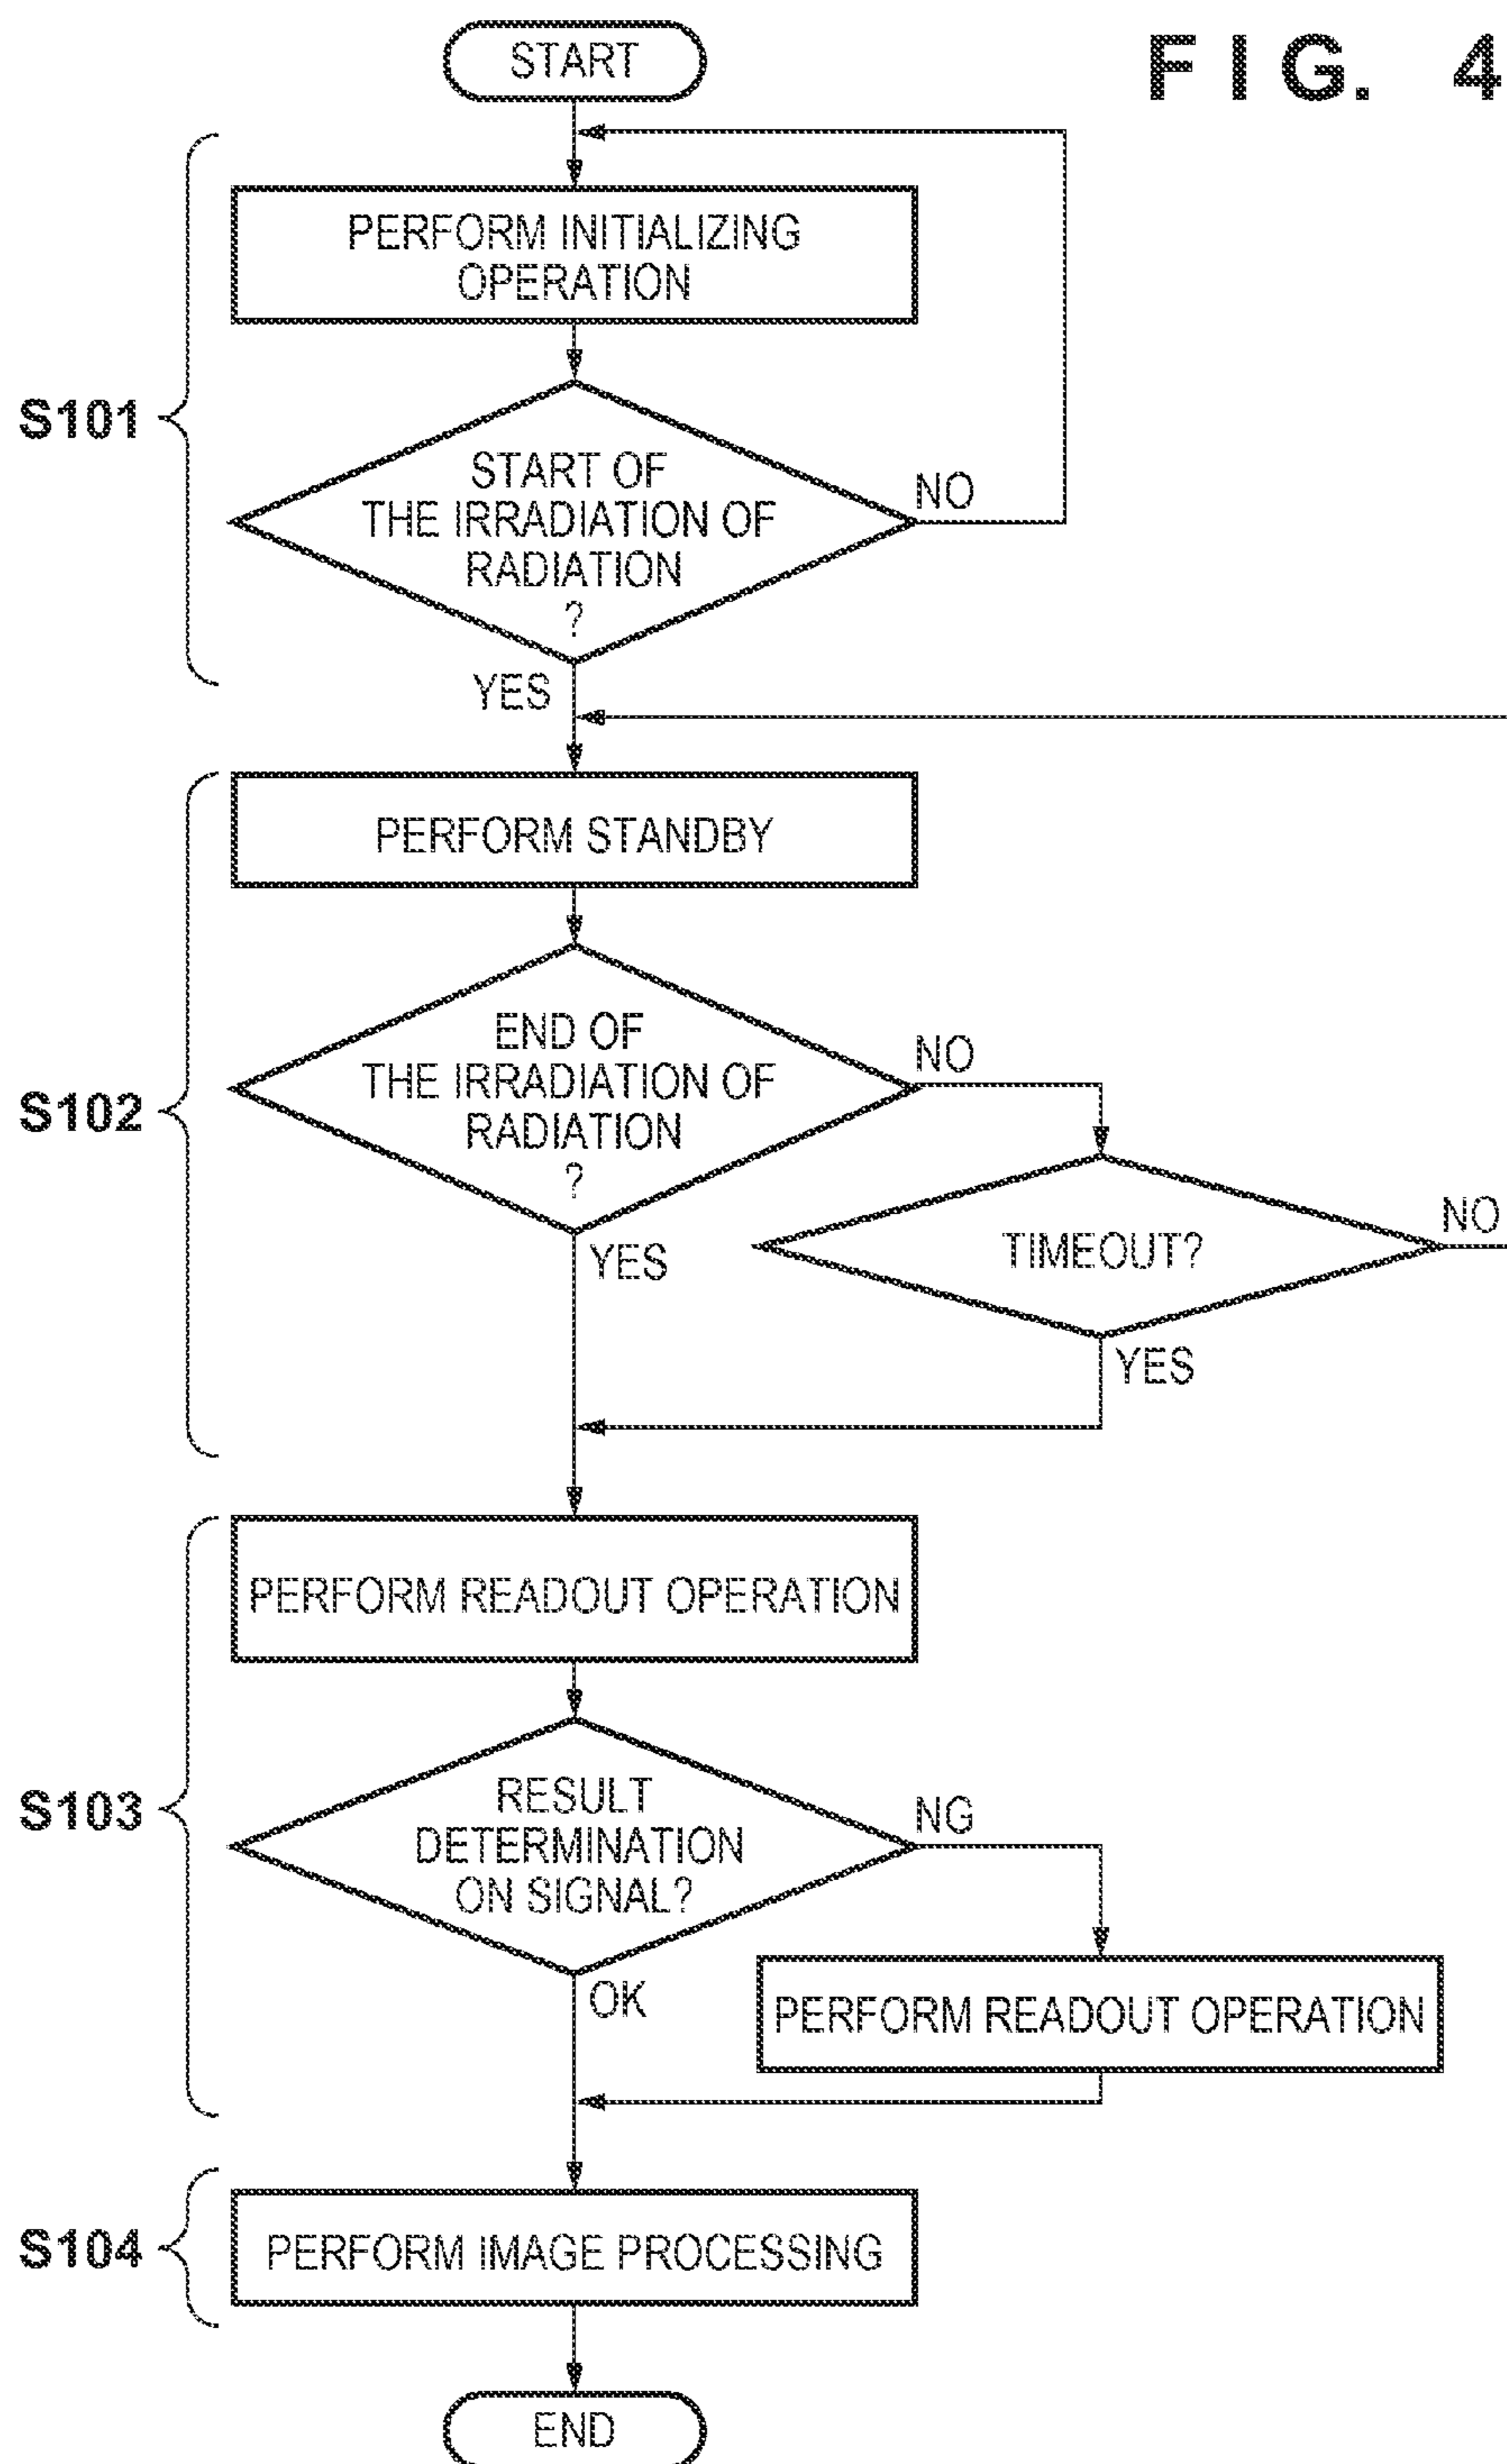 FIG. 4
START
PERFORM INITIALIZING
OPERATION
S101
START OF
THE IRRADIATION OF
RADIATION
?
NO
YES
PERFORM STANDBY
S102
END OF
THE IRRADIATION OF
RADIATION
?
NO
YES
TIMEOUT?
NO
YES
PERFORM READOUT OPERATION
S103
RESULT
DETERMINATION
ON SIGNAL?
NG
OK
PERFORM READOUT OPERATION
S104
PERFORM IMAGE PROCESSING
END